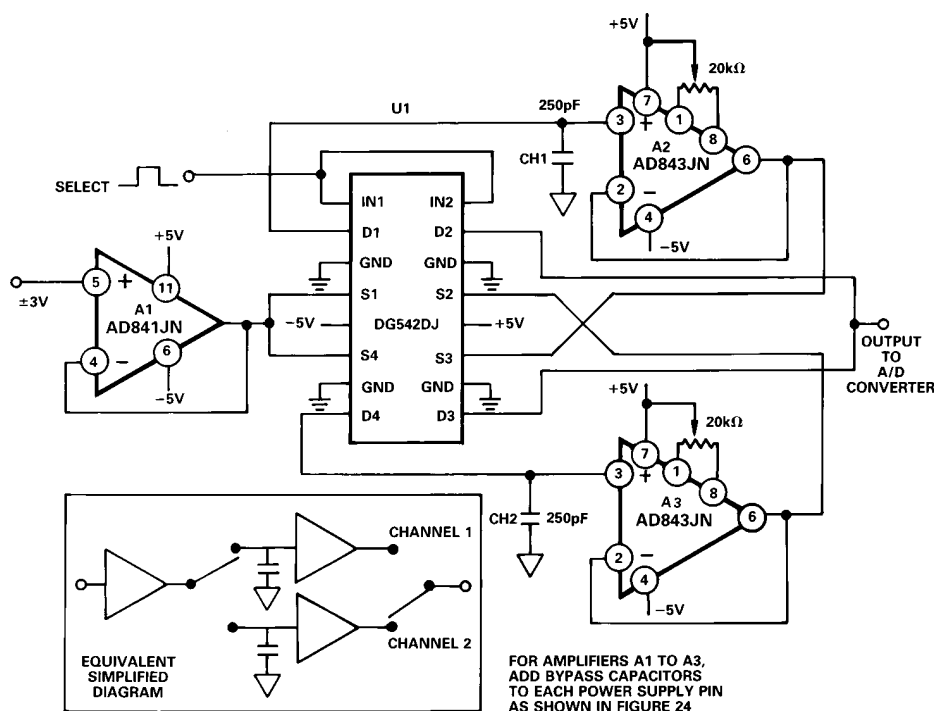 +5V
20kΩ
U1
250pF
3
+
7
1
8
A2
AD843JN
6
CH1
2
−
4
−5V
SELECT
IN1
IN2
D1
D2
GND
GND
+5V
S1
S2
5
+
11
±3V
A1
AD841JN
−5V
DG542DJ
+5V
4
−
6
−5V
S4
S3
OUTPUT
TO
A/D
CONVERTER
GND
GND
D4
D3
+5V
20kΩ
3
+
7
1
8
A3
AD843JN
6
CH2
250pF
2
−
4
−5V
CHANNEL 1
CHANNEL 2
EQUIVALENT
SIMPLIFIED
DIAGRAM
FOR AMPLIFIERS A1 TO A3,
ADD BYPASS CAPACITORS
TO EACH POWER SUPPLY PIN
AS SHOWN IN FIGURE 24